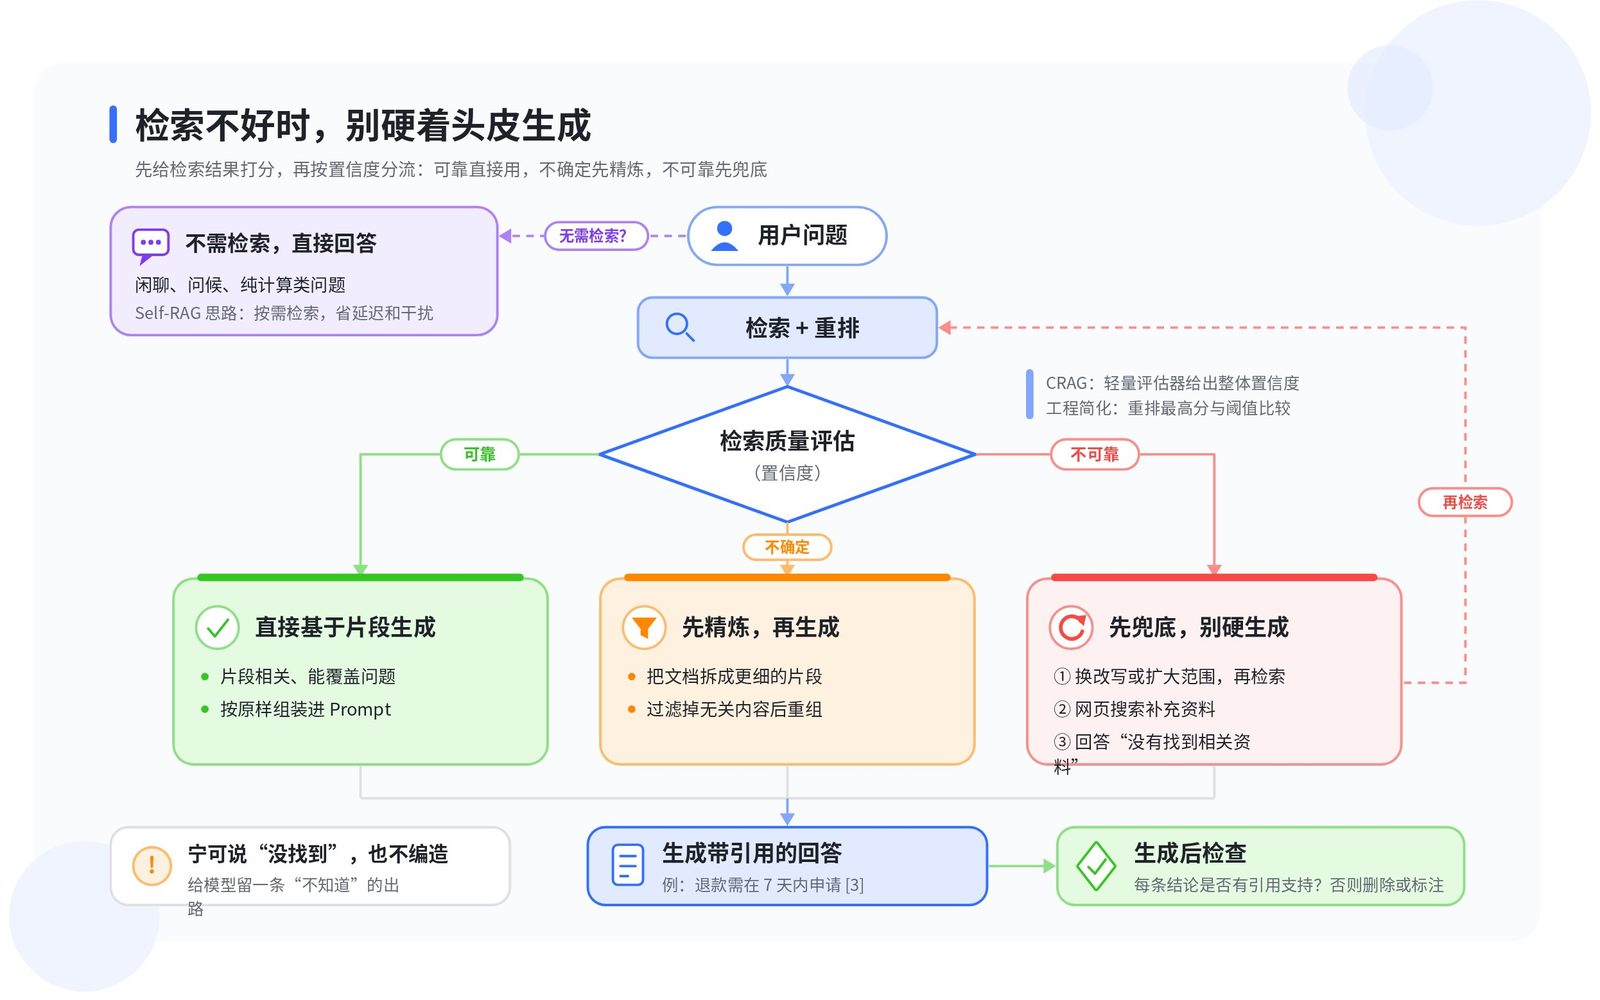 检索不好时，别硬着头皮生成
先给检索结果打分，再按置信度分流：可靠直接用，不确定先精炼，不可靠先兜底
不需检索，直接回答
闲聊、问候、纯计算类问题
Self-RAG 思路：按需检索，省延迟和干扰
无需检索？
用户问题
检索 + 重排
CRAG：轻量评估器给出整体置信度
工程简化：重排最高分与阈值比较
检索质量评估
（置信度）
可靠
不可靠
再检索
不确定
直接基于片段生成
片段相关、能覆盖问题
按原样组装进 Prompt
先精炼，再生成
把文档拆成更细的片段
过滤掉无关内容后重组
先兜底，别硬生成
① 换改写或扩大范围，再检索
② 网页搜索补充资料
③ 回答“没有找到相关资
料”
宁可说“没找到”，也不编造
给模型留一条“不知道”的出
路
生成带引用的回答
例：退款需在 7 天内申请 [3]
生成后检查
每条结论是否有引用支持？否则删除或标注